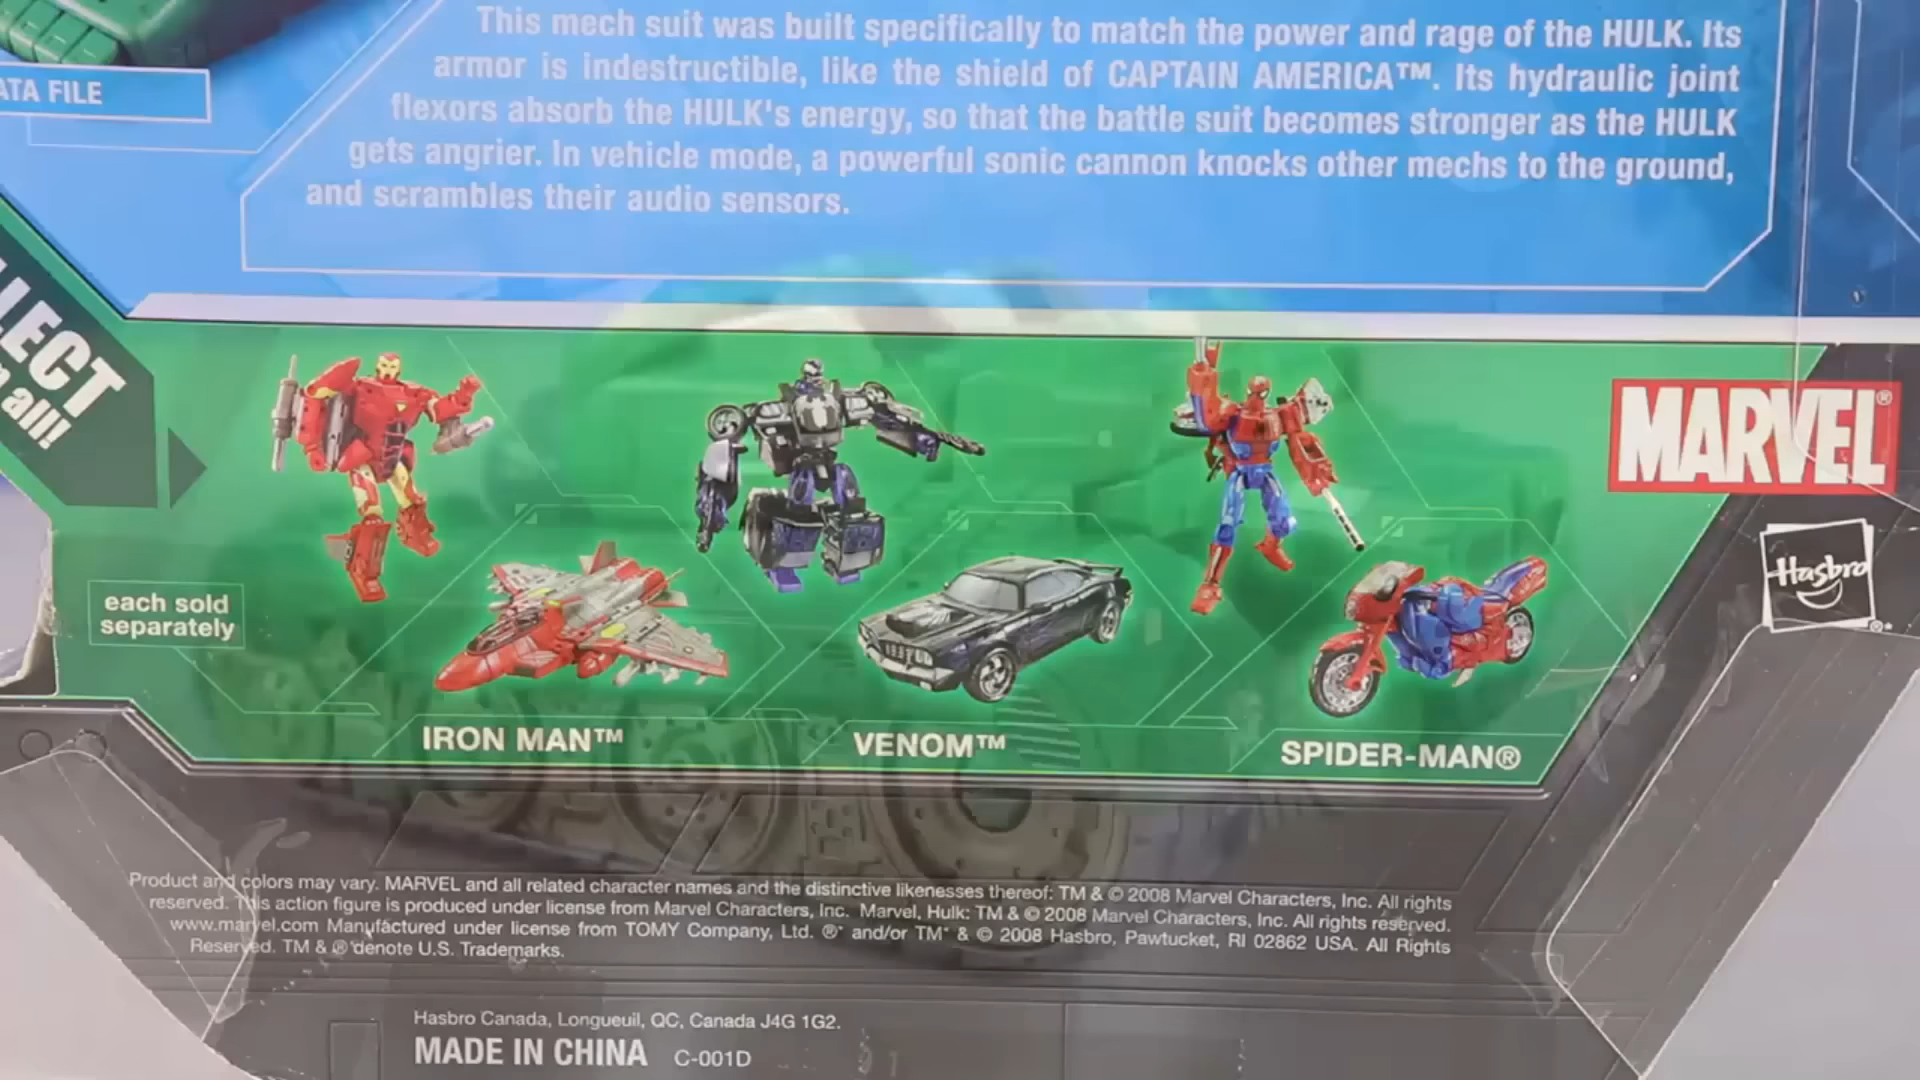 This mech suit was built specifically to match the power and rage of the HULK. Its
armor is indestructible, like the shield of CAPTAIN AMERICA™. Its hydraulic joint
flexors absorb the HULK's energy, so that the battle suit becomes stronger as the HULK
gets angrier. In vehicle mode, a powerful sonic cannon knocks other mechs to the ground,
and scrambles their audio sensors.
ATA FILE
LLECT
all!
MARVEL®
Hasbro
®*
each sold
separately
IRON MAN™
VENOM™
SPIDER-MAN®
Product and colors may vary. MARVEL and all related character names and the distinctive likenesses thereof: TM & © 2008 Marvel Characters, Inc. All rights
reserved. This action figure is produced under license from Marvel Characters, Inc. Marvel, Hulk: TM & © 2008 Marvel Characters, Inc. All rights reserved.
www.marvel.com Manufactured under license from TOMY Company, Ltd. ®* and/or TM* & © 2008 Hasbro, Pawtucket, RI 02862 USA. All Rights
Reserved. TM & ® denote U.S. Trademarks.
Hasbro Canada, Longueuil, QC, Canada J4G 1G2.
MADE IN CHINA C-001D